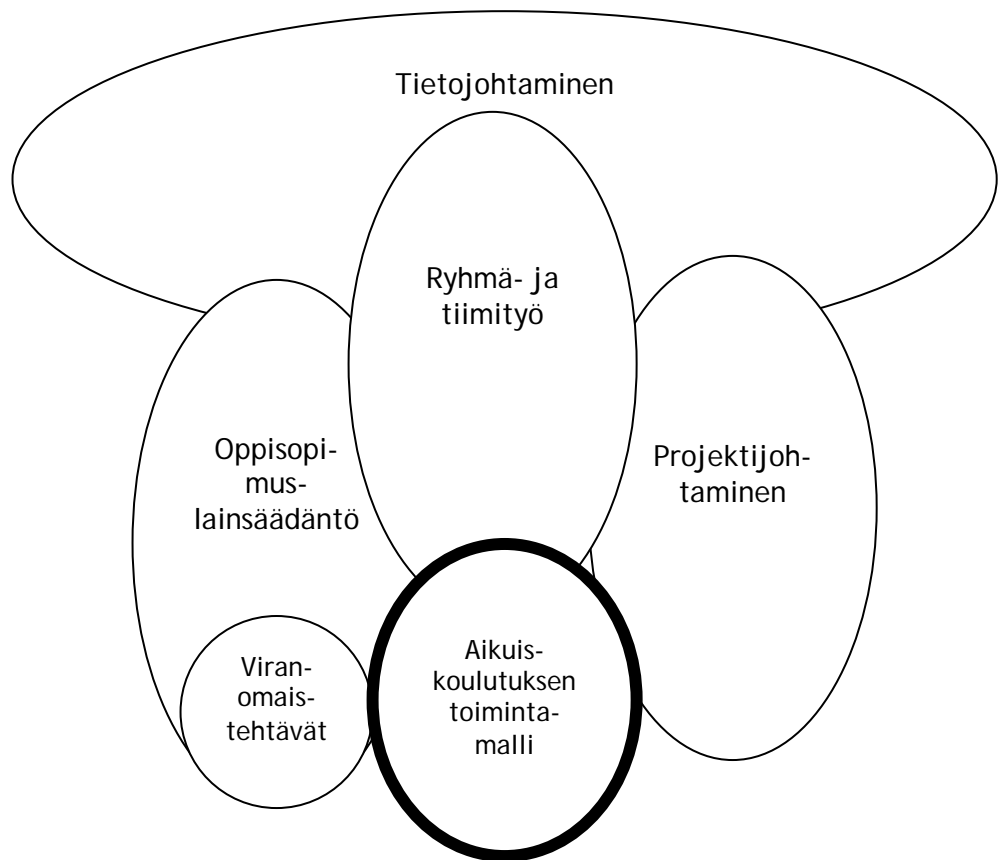 Tietojohtaminen
Ryhmä- ja
tiimityö
Oppisopi-
mus-
lainsäädäntö
Projektijoh-
taminen
Viran-
omais-
tehtävät
Aikuis-
koulutuksen
toiminta-
malli